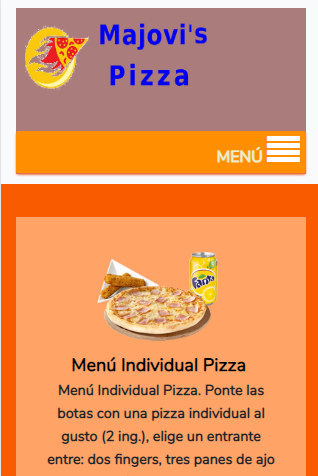 Majovi's
Pizza
MENÚ
Fanta
Menú Individual Pizza
Menú Individual Pizza. Ponte las
botas con una pizza individual al
gusto (2 ing.), elige un entrante
entre: dos fingers, tres panes de ajo